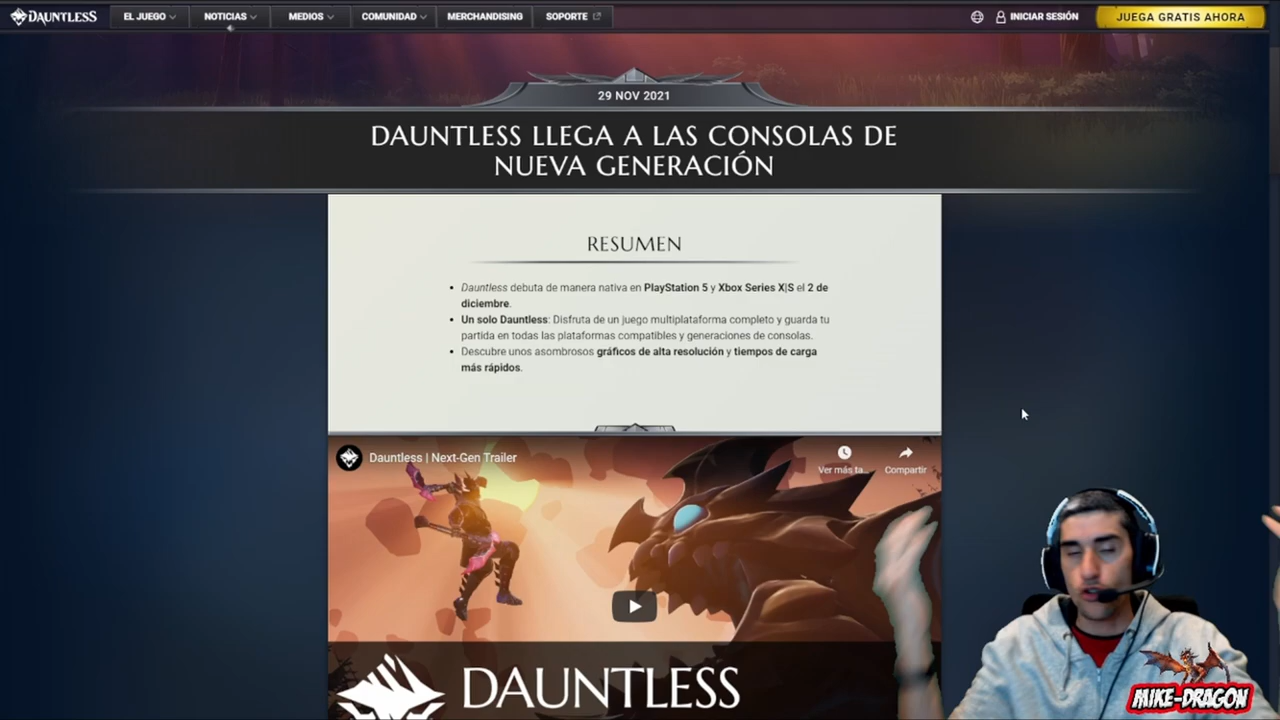 DAUNTLESS
EL JUEGO
NOTICIAS
MEDIOS
COMUNIDAD
MERCHANDISING
SOPORTE
INICIAR SESIÓN
JUEGA GRATIS AHORA
29 NOV 2021
DAUNTLESS LLEGA A LAS CONSOLAS DE
NUEVA GENERACIÓN
RESUMEN
• Dauntless debuta de manera nativa en PlayStation 5 y Xbox Series X|S el 2 de
diciembre.
• Un solo Dauntless: Disfruta de un juego multiplataforma completo y guarda tu
partida en todas las plataformas compatibles y generaciones de consolas.
• Descubre unos asombrosos gráficos de alta resolución y tiempos de carga
más rápidos.
Dauntless | Next-Gen Trailer
Ver más ta...
Compartir
DAUNTLESS
MIKE-DRAGON